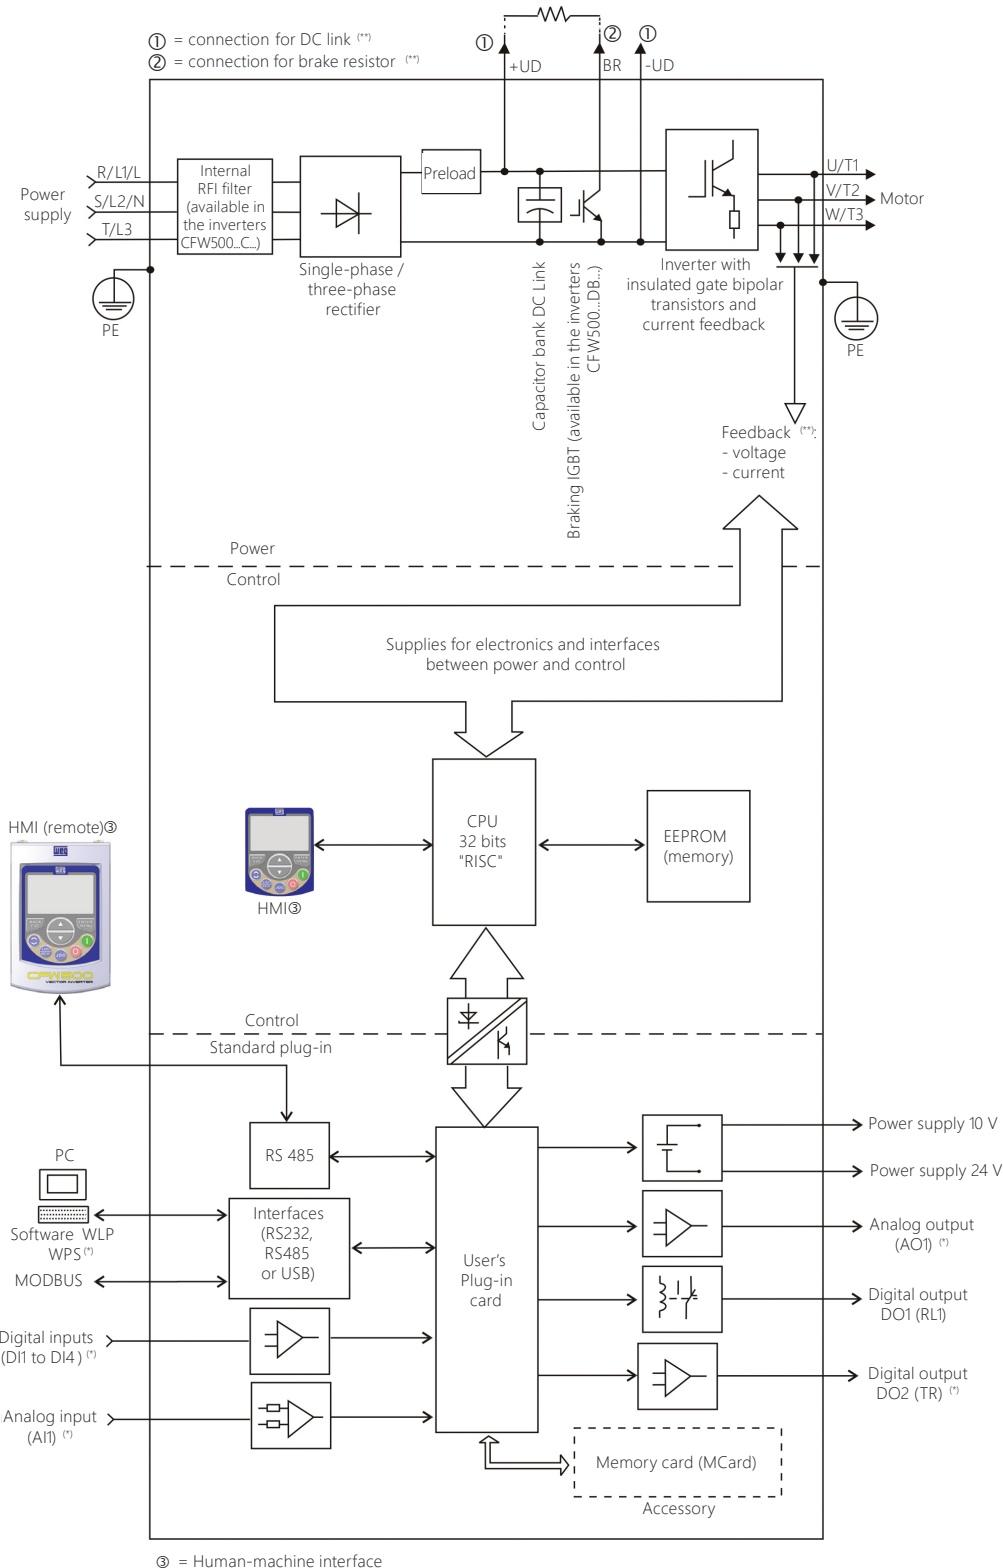 ① = connection for DC link (**)
② = connection for brake resistor (**)
①
②
①
+UD
BR
-UD
Power
supply
R/L1/L
S/L2/N
T/L3
PE
Internal
RFI filter
(available in
the inverters
CFW500...C...)
Single-phase /
three-phase
rectifier
Preload
Capacitor bank DC Link
Braking IGBT (available in the inverters
CFW500...DB...)
Inverter with
insulated gate bipolar
transistors and
current feedback
U/T1
V/T2
W/T3
Motor
PE
Feedback (**):
- voltage
- current
Power
Control
Supplies for electronics and interfaces
between power and control
CPU
32 bits
"RISC"
EEPROM
(memory)
HMI③
HMI (remote)③
WEG
CFW500
VECTOR INVERTER
Control
Standard plug-in
RS 485
PC
Software WLP
WPS(*)
MODBUS
Interfaces
(RS232,
RS485
or USB)
Digital inputs
(DI1 to DI4 ) (*)
Analog input
(AI1) (*)
User's
Plug-in
card
Power supply 10 V
Power supply 24 V
Analog output
(AO1) (*)
Digital output
DO1 (RL1)
Digital output
DO2 (TR) (*)
Memory card (MCard)
Accessory
③ = Human-machine interface